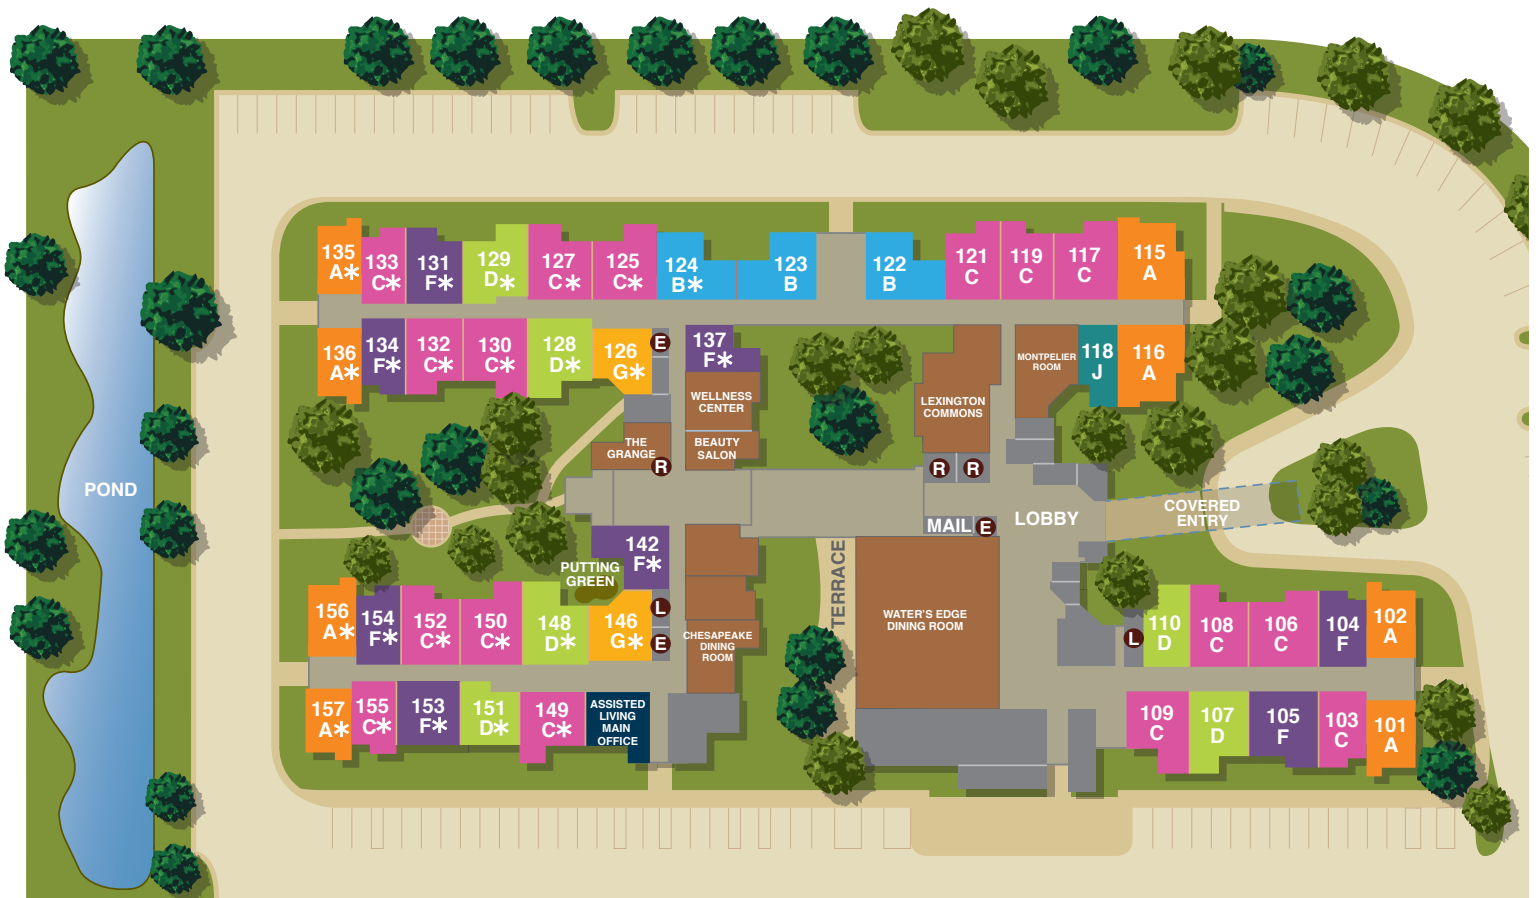 135
A*
133
C*
131
F*
129
D*
127
C*
125
C*
124
B*
123
B
122
B
121
C
119
C
117
C
115
A
136
A*
134
F*
132
C*
130
C*
128
D*
126
G*
E
137
F*
WELLNESS
CENTER
BEAUTY
SALON
THE
GRANGE
R
LEXINGTON
COMMONS
R
R
MONTPELIER
ROOM
118
J
116
A
POND
MAIL
E
LOBBY
COVERED
ENTRY
142
F*
PUTTING
GREEN
TERRACE
WATER'S EDGE
DINING ROOM
CHESAPEAKE
DINING
ROOM
156
A*
154
F*
152
C*
150
C*
148
D*
146
G*
L
E
L
110
D
108
C
106
C
104
F
102
A
157
A*
155
C*
153
F*
151
D*
149
C*
ASSISTED
LIVING
MAIN
OFFICE
109
C
107
D
105
F
103
C
101
A